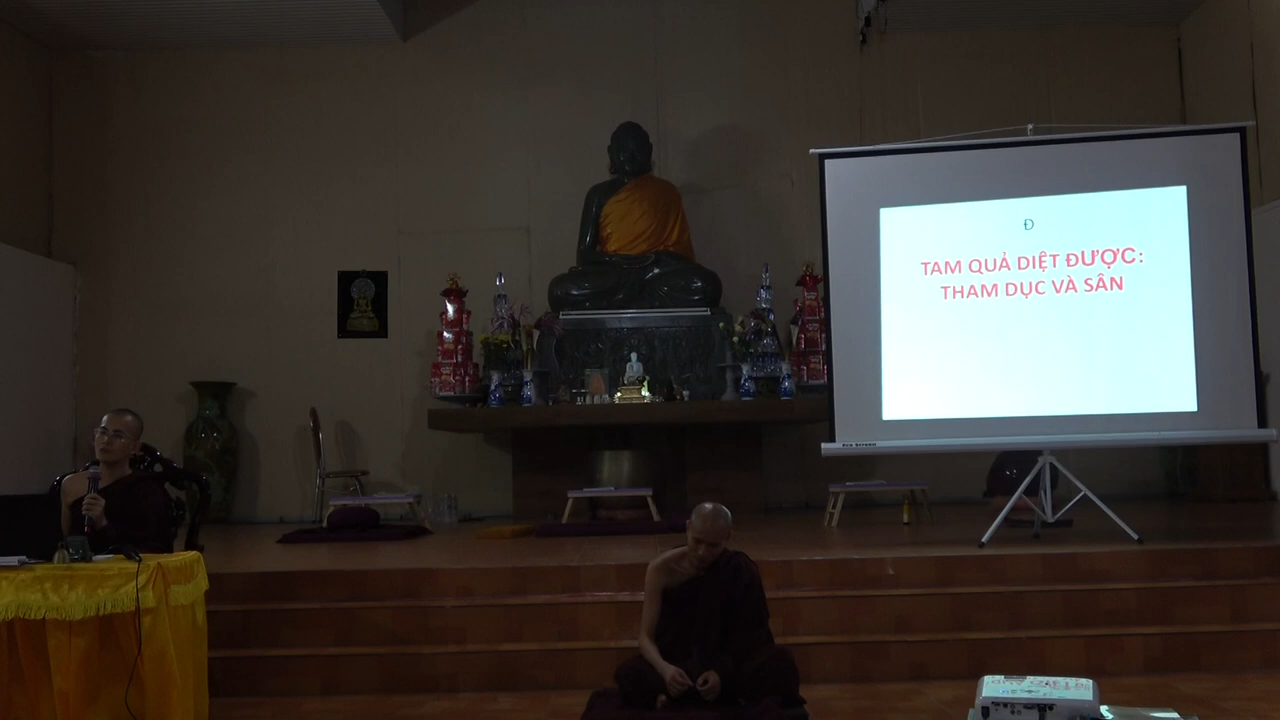 Đ
TAM QUẢ DIỆT ĐƯỢC:
THAM DỤC VÀ SÂN